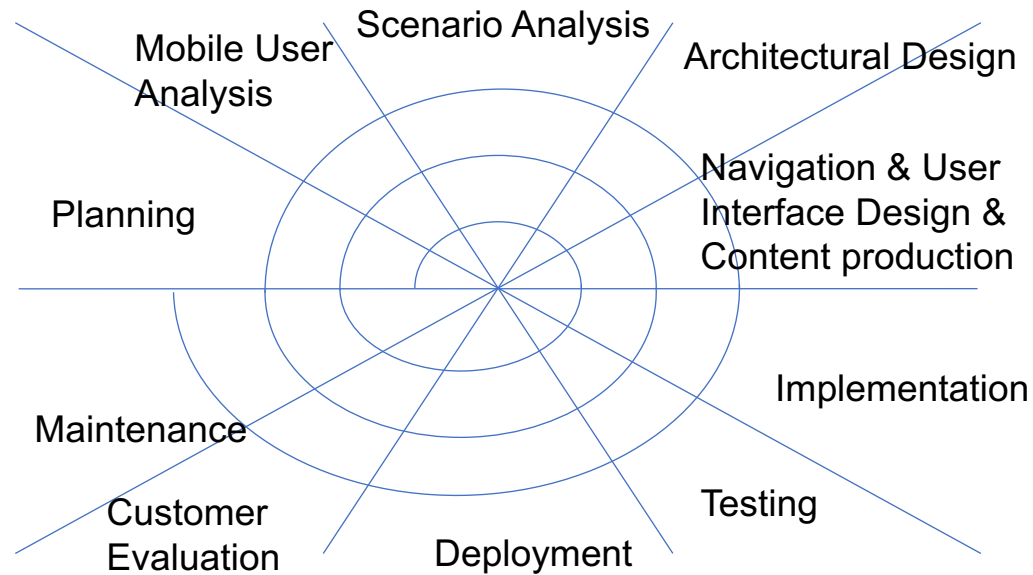 Scenario Analysis
Mobile User
Analysis
Architectural Design
Navigation & User
Interface Design &
Content production
Planning
Implementation
Maintenance
Testing
Customer
Evaluation
Deployment